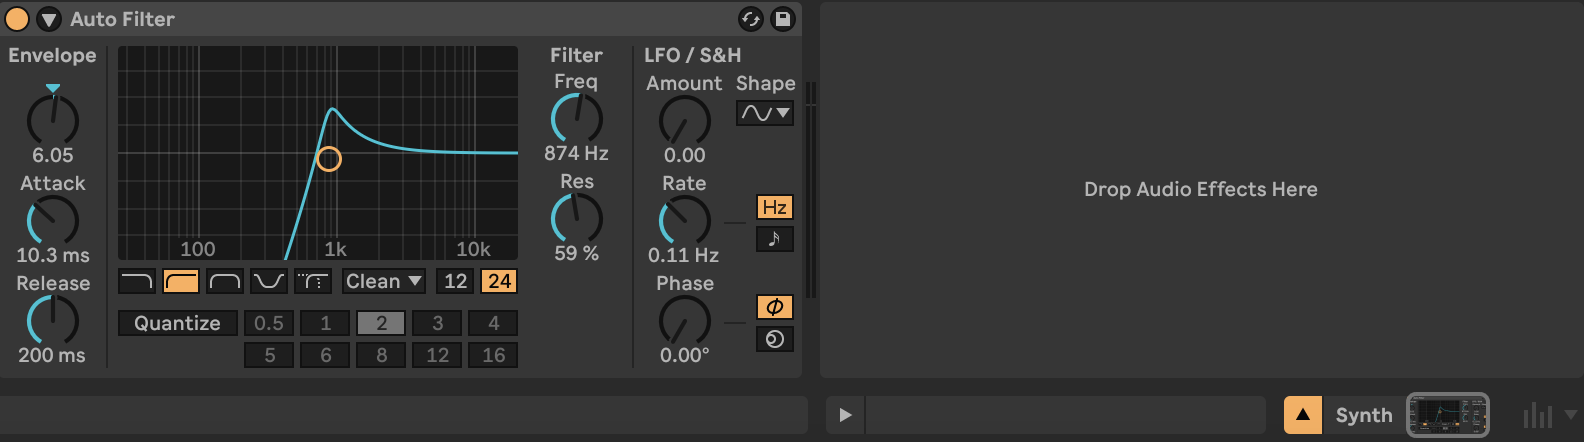 Auto Filter
Envelope
6.05
Attack
10.3 ms
Release
200 ms
100 1k 10k
Clean 12 24
Quantize 0.5 1 2 3 4
5 6 8 12 16
Filter
Freq
874 Hz
Res
59 %
LFO / S&H
Amount Shape
0.00
Rate
Hz
0.11 Hz
Phase
0.00°
Drop Audio Effects Here
Synth